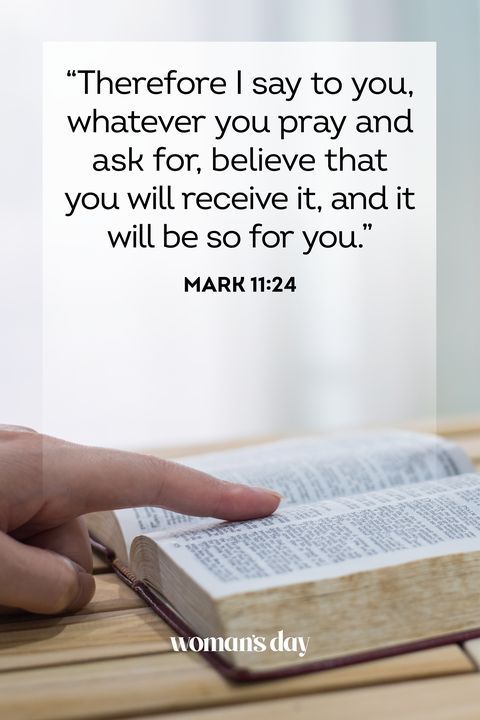 “Therefore I say to you,
whatever you pray and
ask for, believe that
you will receive it, and it
will be so for you.”
MARK 11:24
woman's day